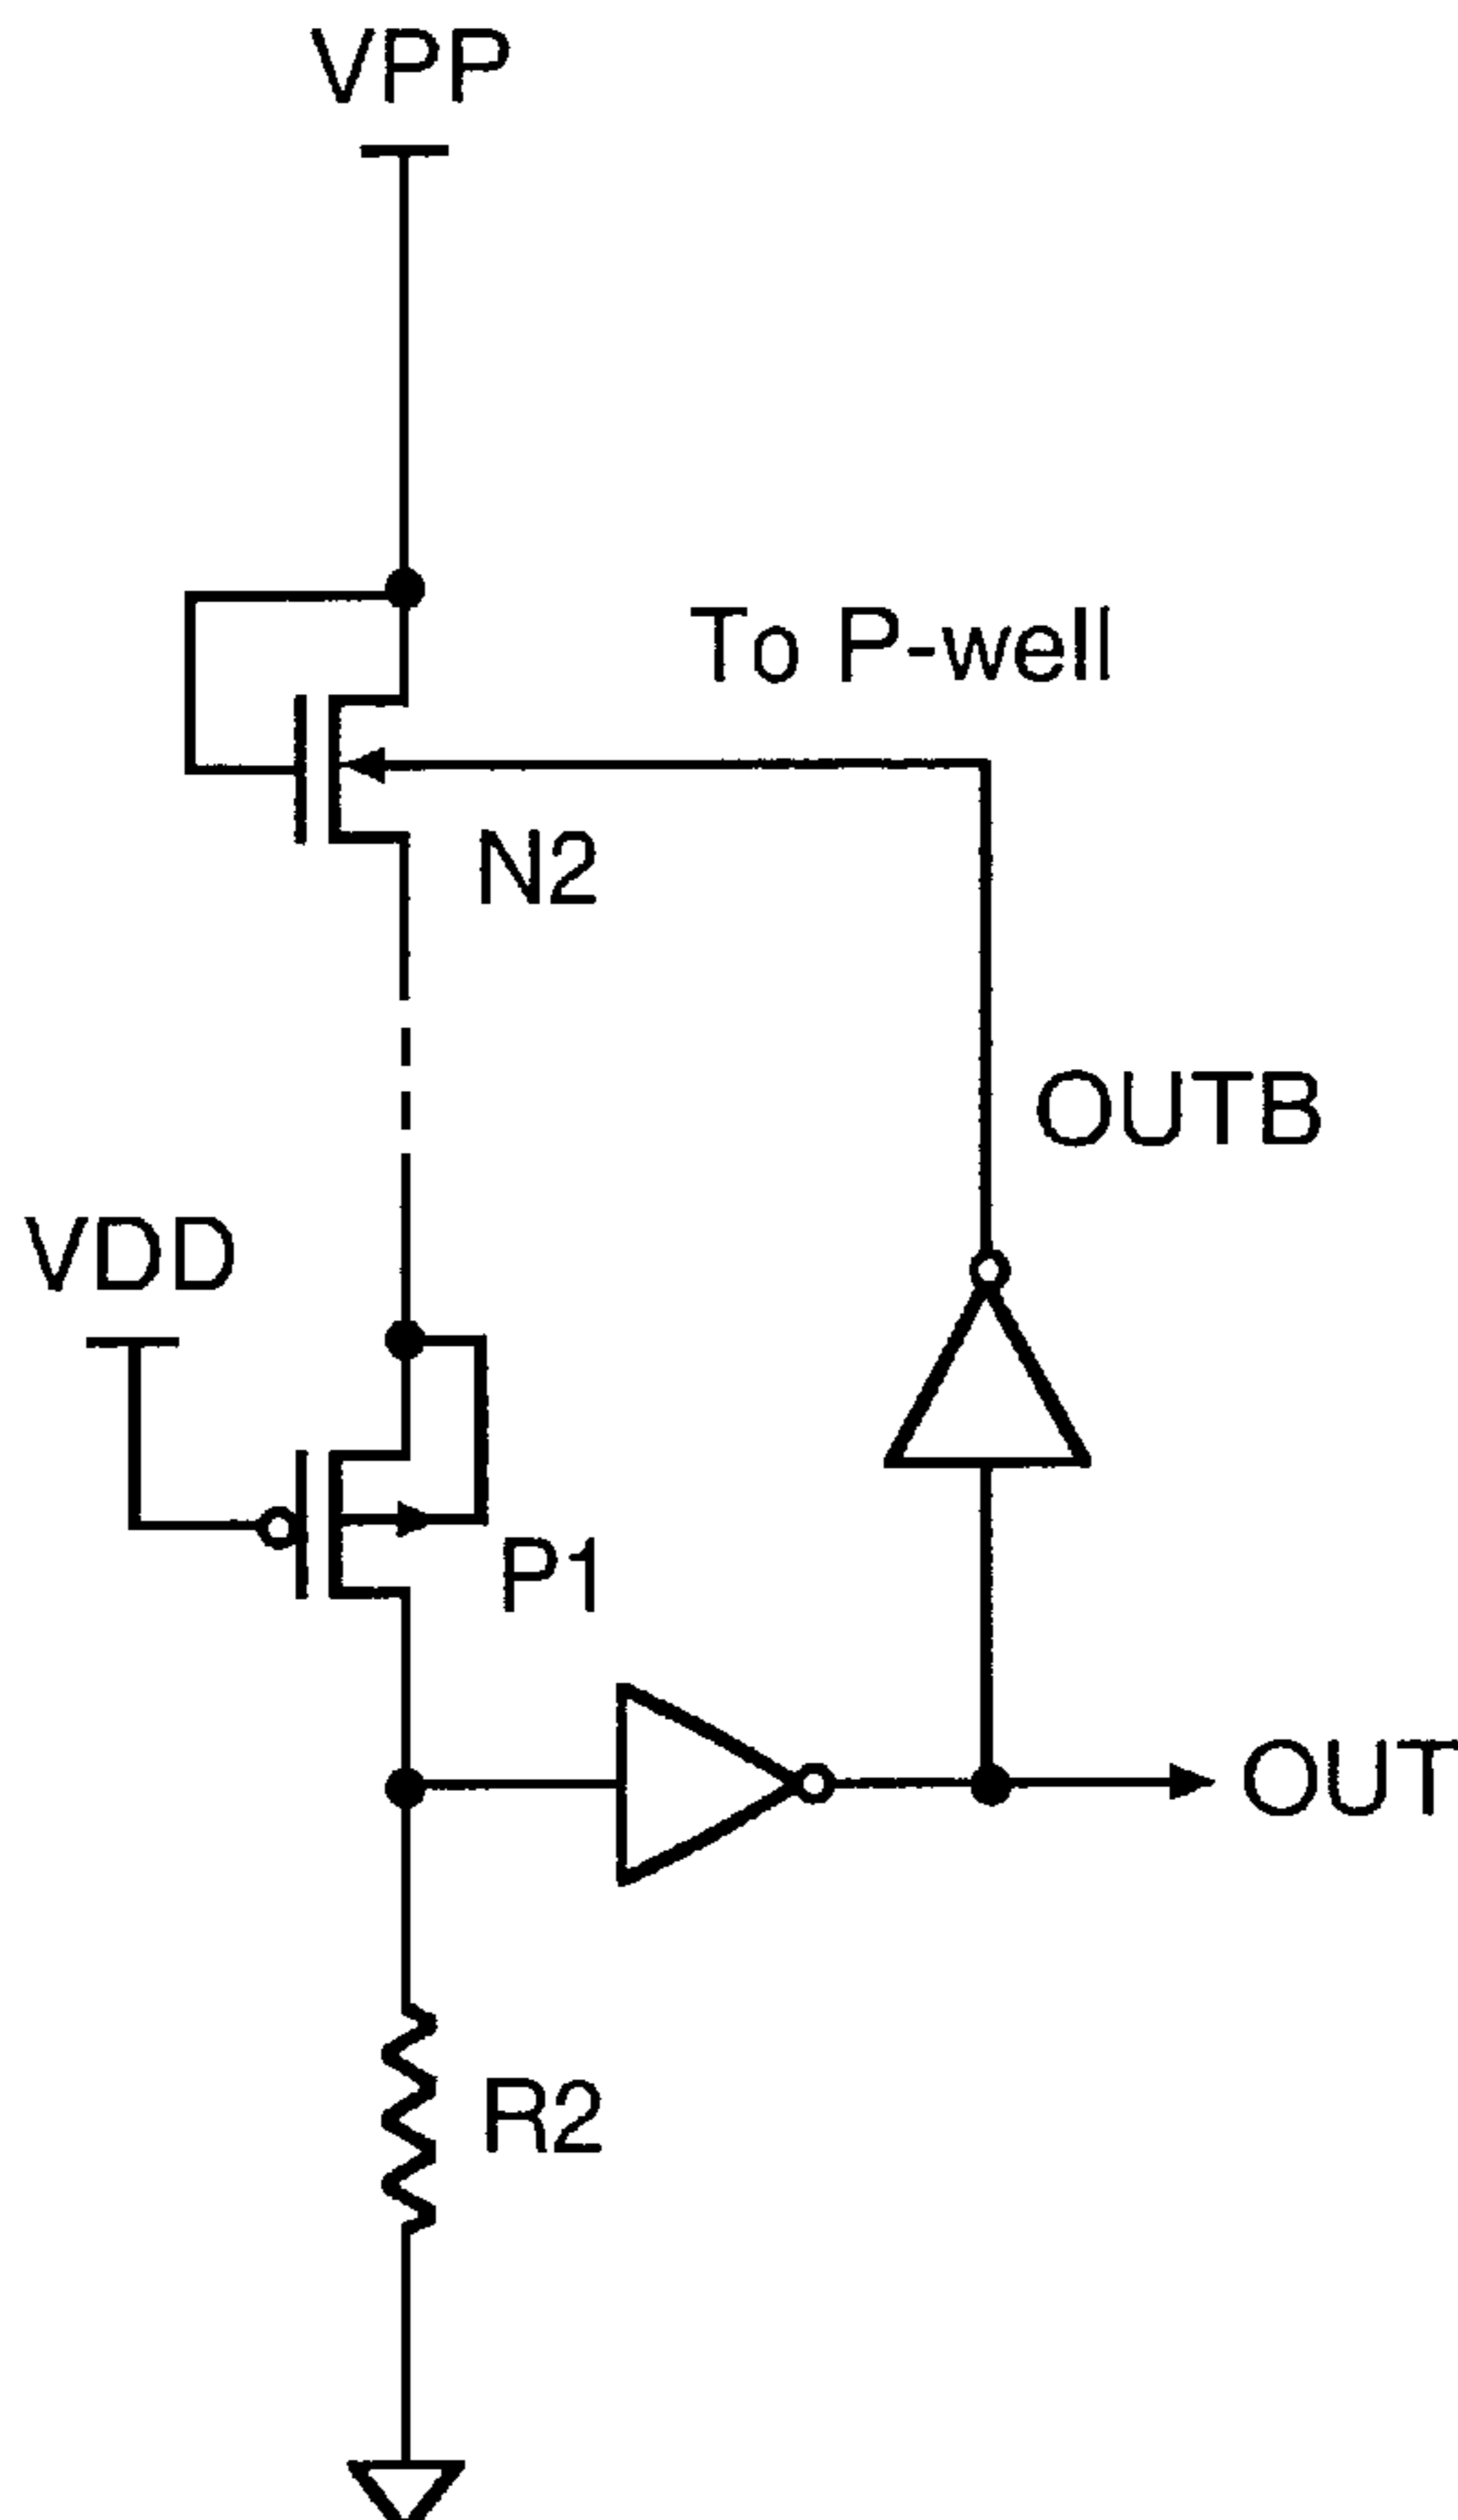 VPP
To P-well
N2
OUTB
VDD
P1
OUT
R2